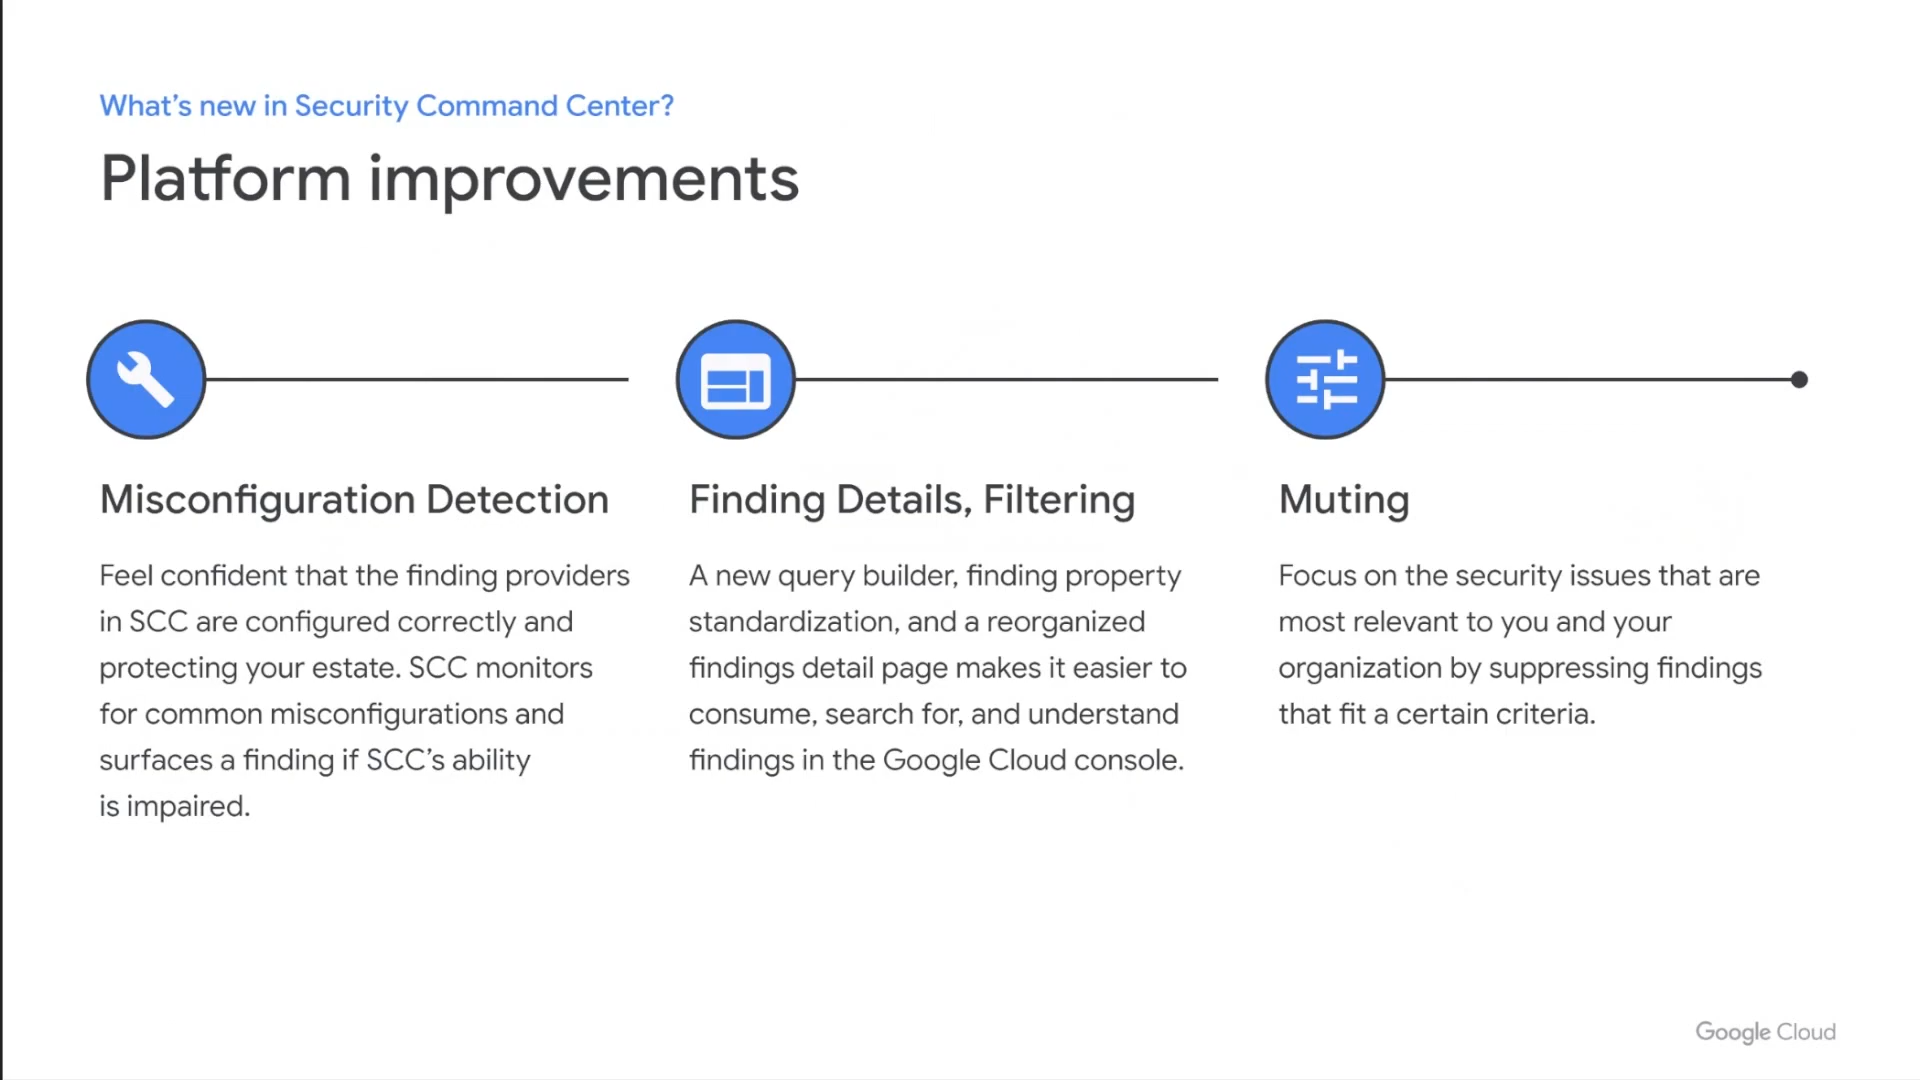 What's new in Security Command Center?
Platform improvements
Misconfiguration Detection
Feel confident that the finding providers
in SCC are configured correctly and
protecting your estate. SCC monitors
for common misconfigurations and
surfaces a finding if SCC's ability
is impaired.
Finding Details, Filtering
A new query builder, finding property
standardization, and a reorganized
findings detail page makes it easier to
consume, search for, and understand
findings in the Google Cloud console.
Muting
Focus on the security issues that are
most relevant to you and your
organization by suppressing findings
that fit a certain criteria.
Google Cloud